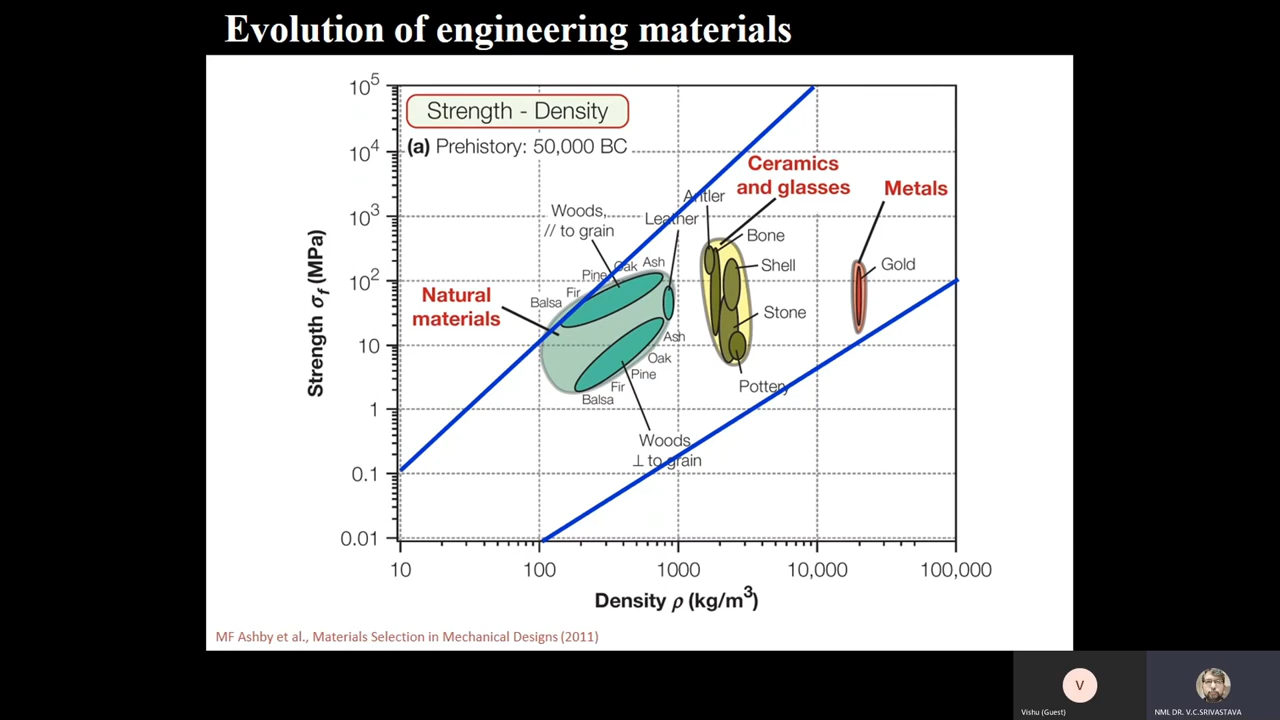 Evolution of engineering materials
10⁵
Strength - Density
(a) Prehistory: 50,000 BC
10⁴
Ceramics
and glasses
Metals
Antler
10³
Woods,
// to grain
Leather
Bone
Shell
Gold
10²
Pine
Oak
Ash
Balsa
Fir
Natural
materials
Stone
10
Ash
Oak
Pine
Fir
Balsa
Pottery
1
Woods
⊥ to grain
0.1
0.01
Strength σf (MPa)
10
100
1000
10,000
100,000
Density ρ (kg/m³)
MF Ashby et al., Materials Selection in Mechanical Designs (2011)
V
Vishu (Guest)
NML DR. V.C.SRIVASTAVA